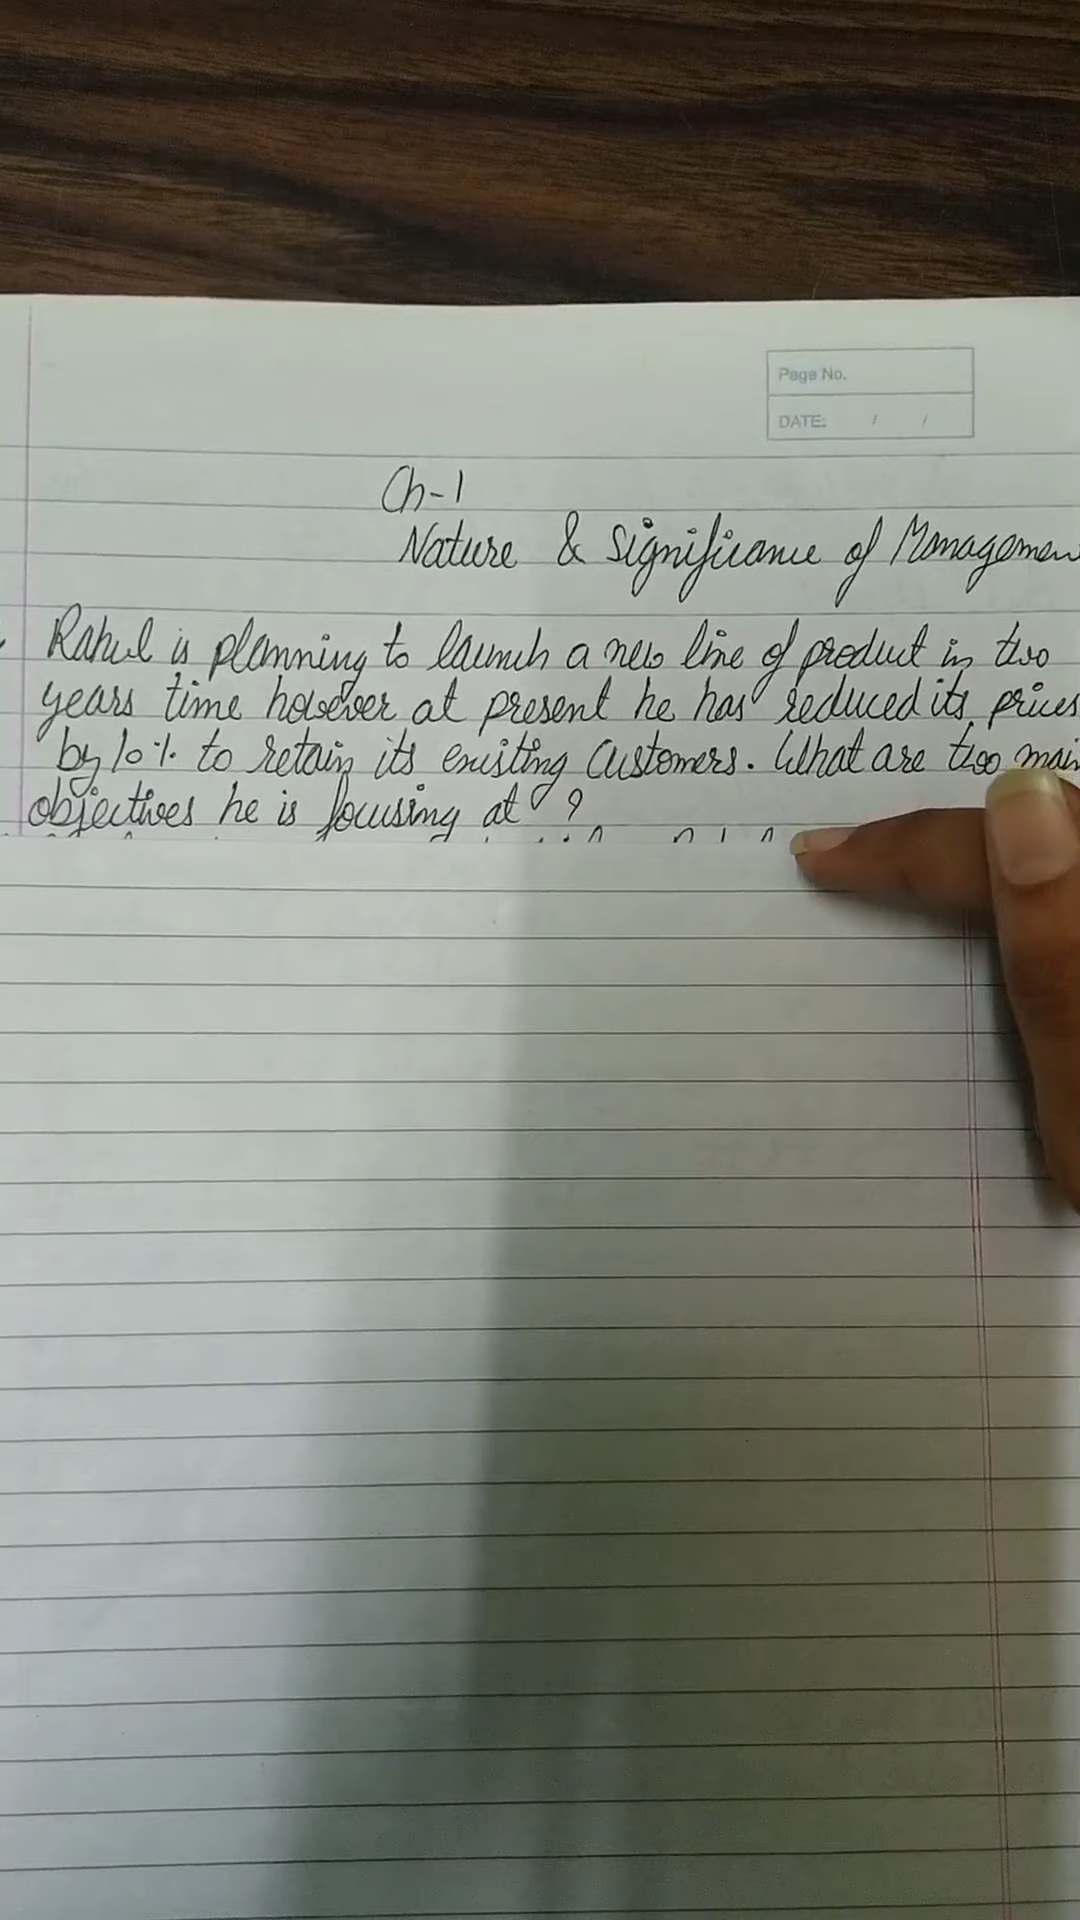 Page No.
DATE: / /
Ch-1
Nature & Significance of Managemen
Rahul is planning to launch a new line of product in two
years time however at present he has reduced its prices
by 10% to retain its existing customers. What are two main
objectives he is focusing at ?